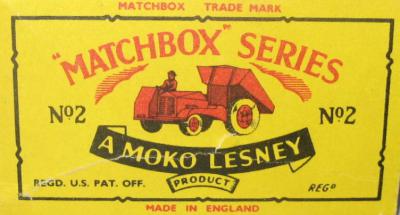 MATCHBOX TRADE MARK
"MATCHBOX" SERIES
No2 No2
A MOKO LESNEY
PRODUCT
REGD. U.S. PAT. OFF. REGD
MADE IN ENGLAND